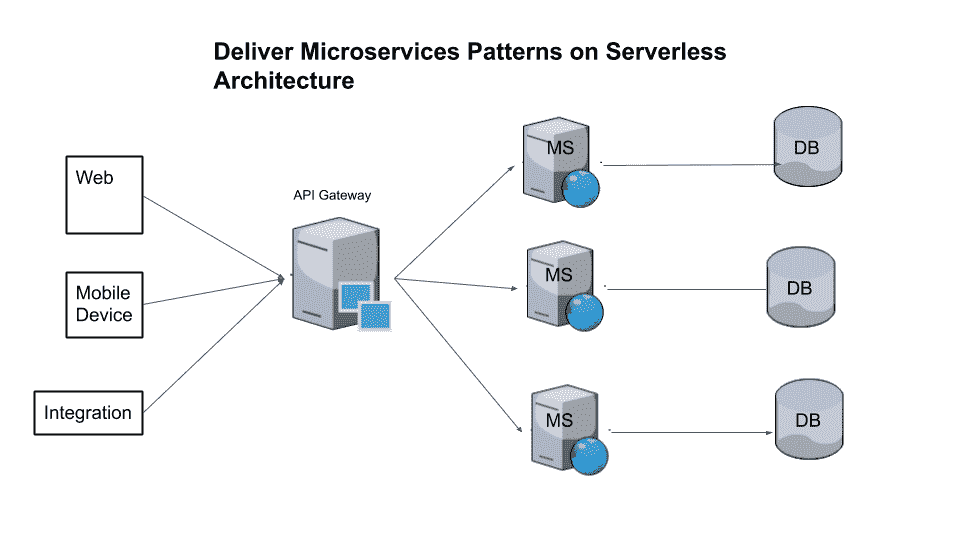 Deliver Microservices Patterns on Serverless
Architecture
Web
Mobile
Device
Integration
API Gateway
MS
DB
MS
DB
MS
DB